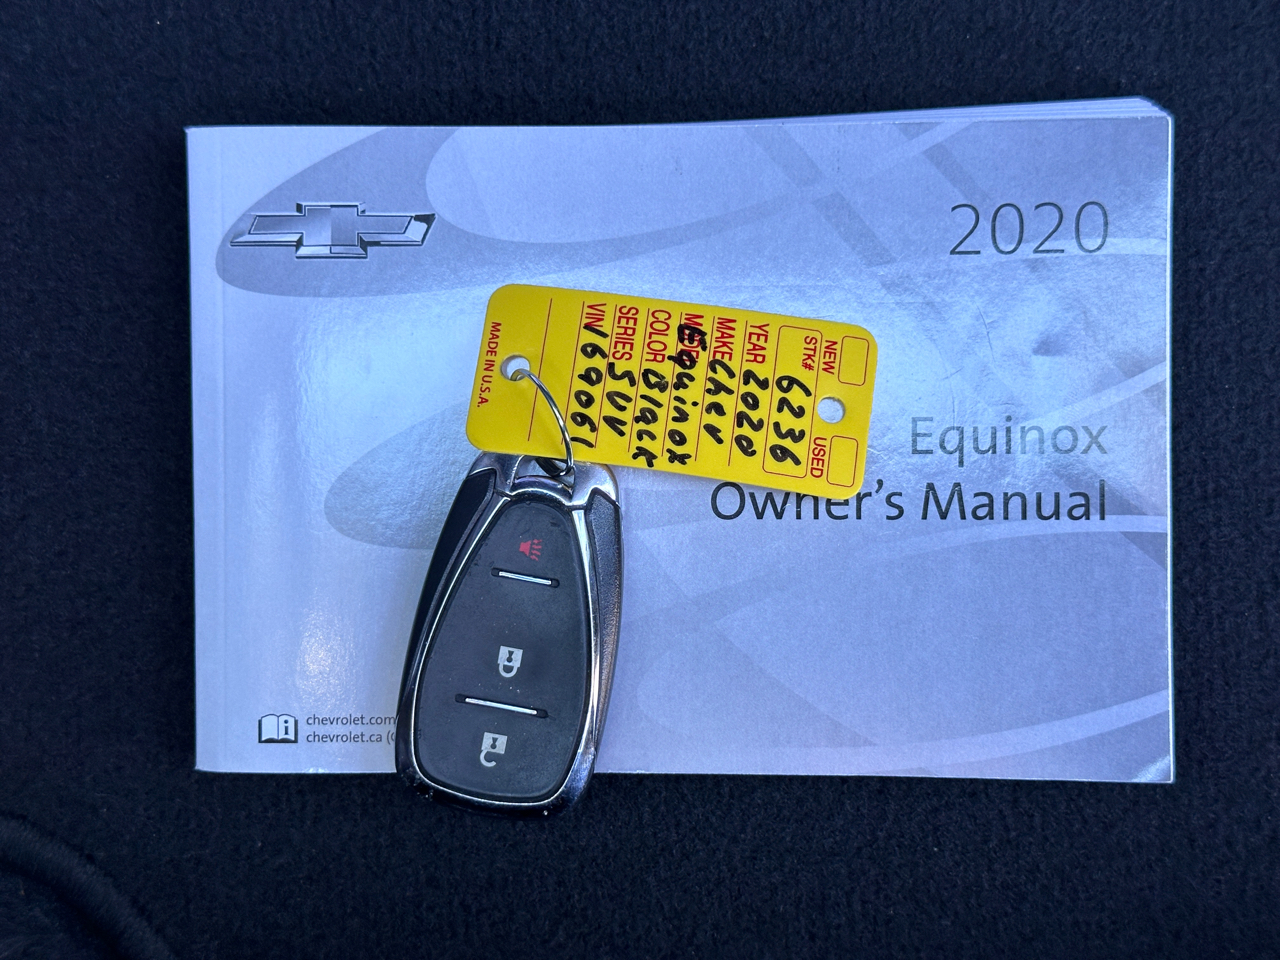 2020
Equinox
Owner's Manual
chevrolet.com
chevrolet.ca
NEW USED
STK# 6236
YEAR 2020
MAKE Chev
Equinox
COLOR Black
SERIES SUV
VIN 169061
MADE IN U.S.A.